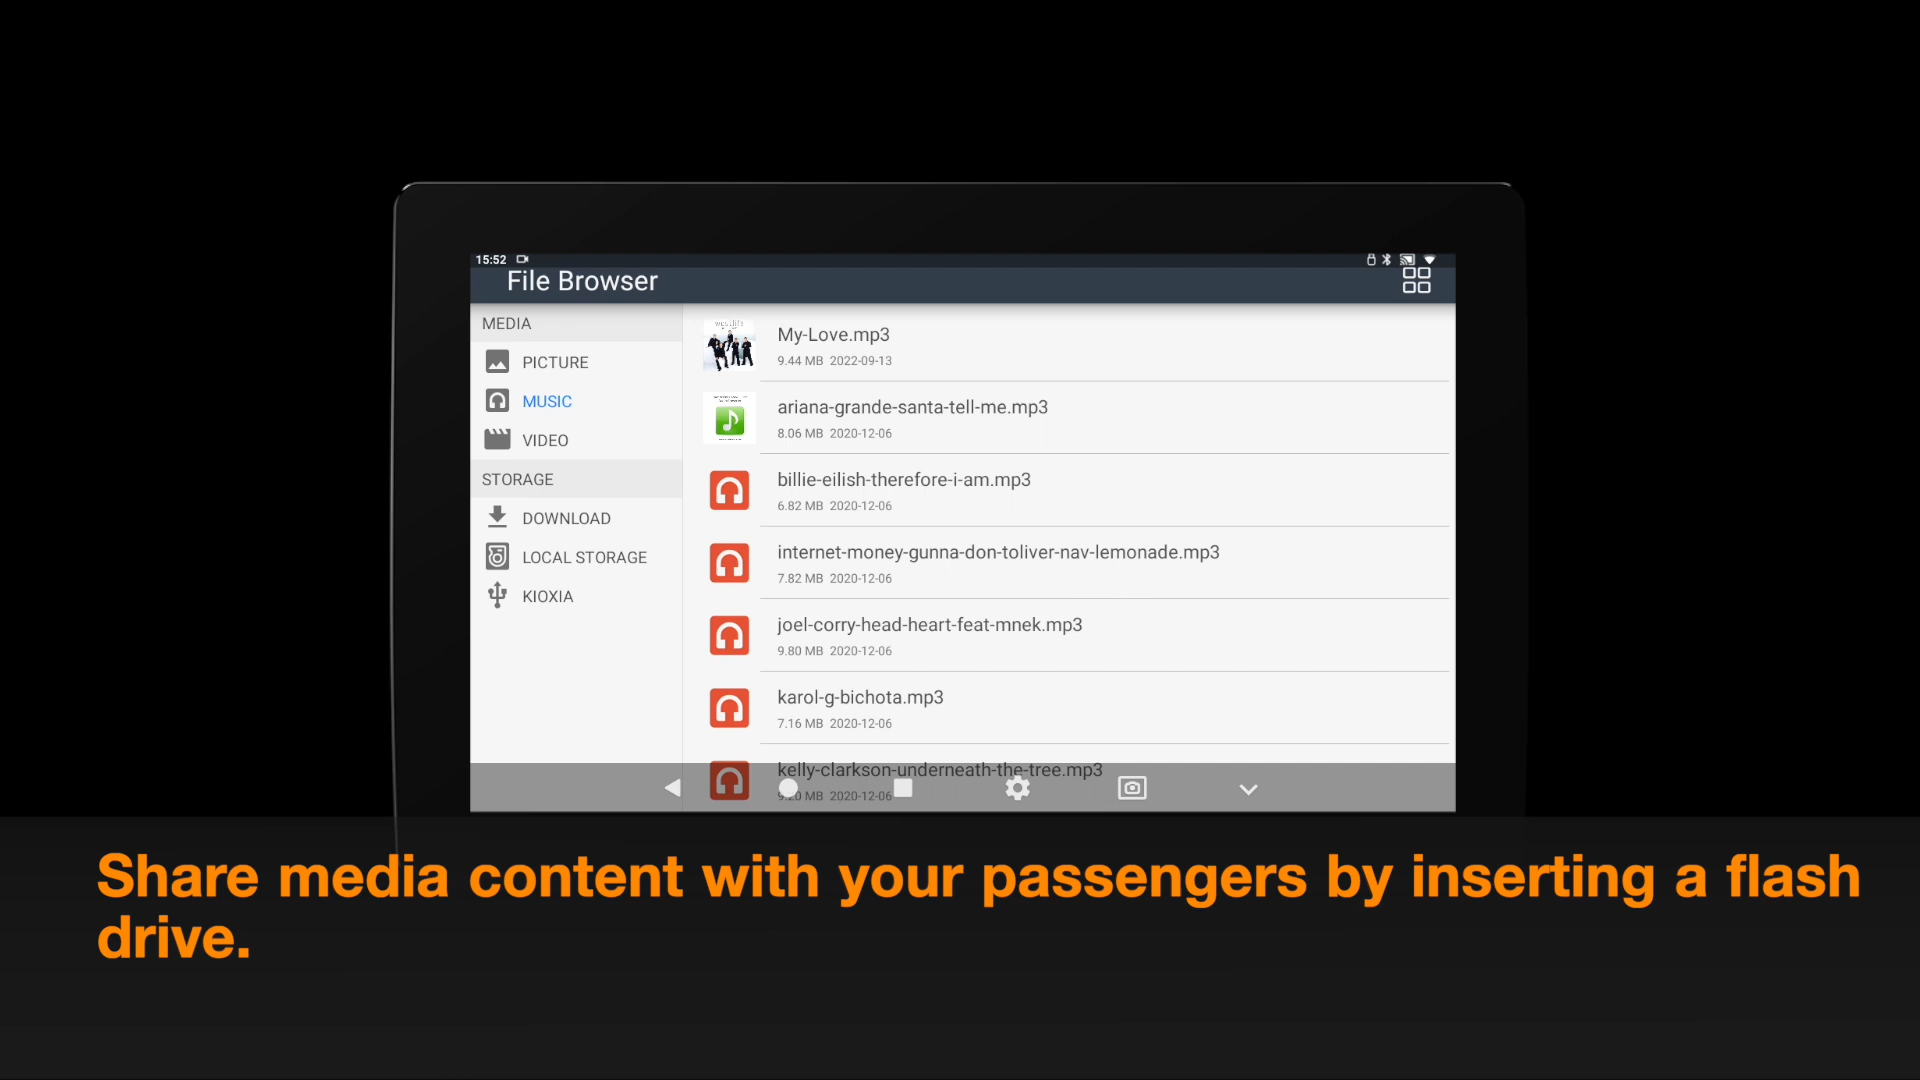 15:52
File Browser
MEDIA
PICTURE
MUSIC
VIDEO
STORAGE
DOWNLOAD
LOCAL STORAGE
KIOXIA
westlife
My-Love.mp3
9.44 MB 2022-09-13
ariana-grande-santa-tell-me.mp3
8.06 MB 2020-12-06
billie-eilish-therefore-i-am.mp3
6.82 MB 2020-12-06
internet-money-gunna-don-toliver-nav-lemonade.mp3
7.82 MB 2020-12-06
joel-corry-head-heart-feat-mnek.mp3
9.80 MB 2020-12-06
karol-g-bichota.mp3
7.16 MB 2020-12-06
kelly-clarkson-underneath-the-tree.mp3
9.20 MB 2020-12-06
Share media content with your passengers by inserting a flash
drive.